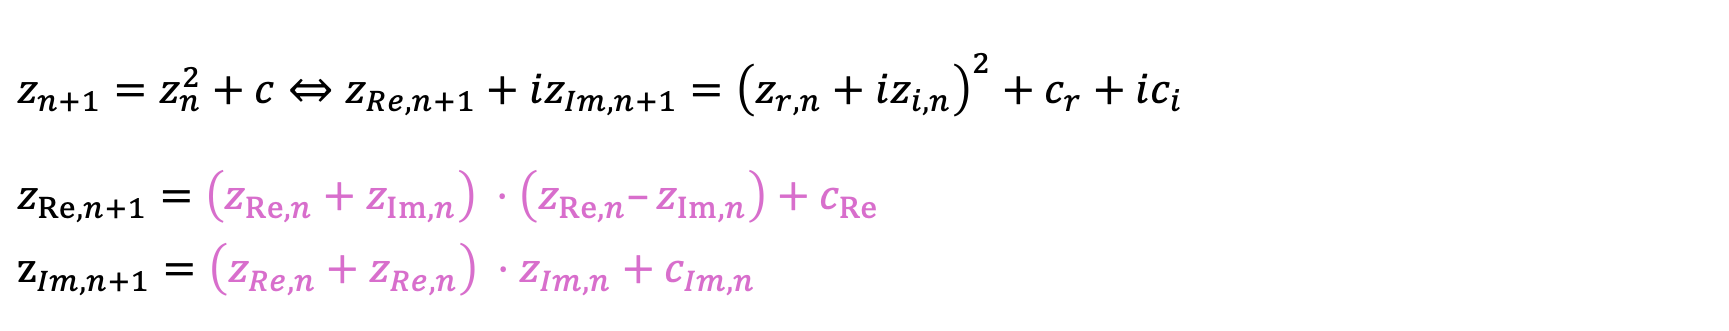 z_{n+1} = z_n^2 + c ⇔ z_{Re,n+1} + iz_{Im,n+1} = (z_{r,n} + iz_{i,n})^2 + c_r + ic_i
z_{Re,n+1} = (z_{Re,n} + z_{Im,n}) · (z_{Re,n} – z_{Im,n}) + c_{Re}
z_{Im,n+1} = (z_{Re,n} + z_{Re,n}) · z_{Im,n} + c_{Im,n}